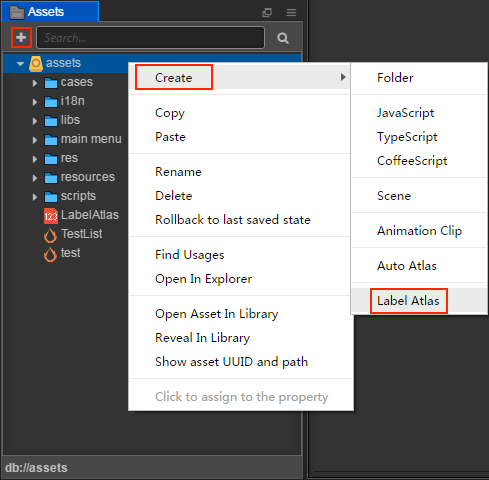 Assets
Search...
assets
cases
i18n
libs
main menu
res
resources
scripts
123 LabelAtlas
TestList
test
db://assets
Create
Copy
Paste
Rename
Delete
Rollback to last saved state
Find Usages
Open In Explorer
Open Asset In Library
Reveal In Library
Show asset UUID and path
Click to assign to the property
Folder
JavaScript
TypeScript
CoffeeScript
Scene
Animation Clip
Auto Atlas
Label Atlas